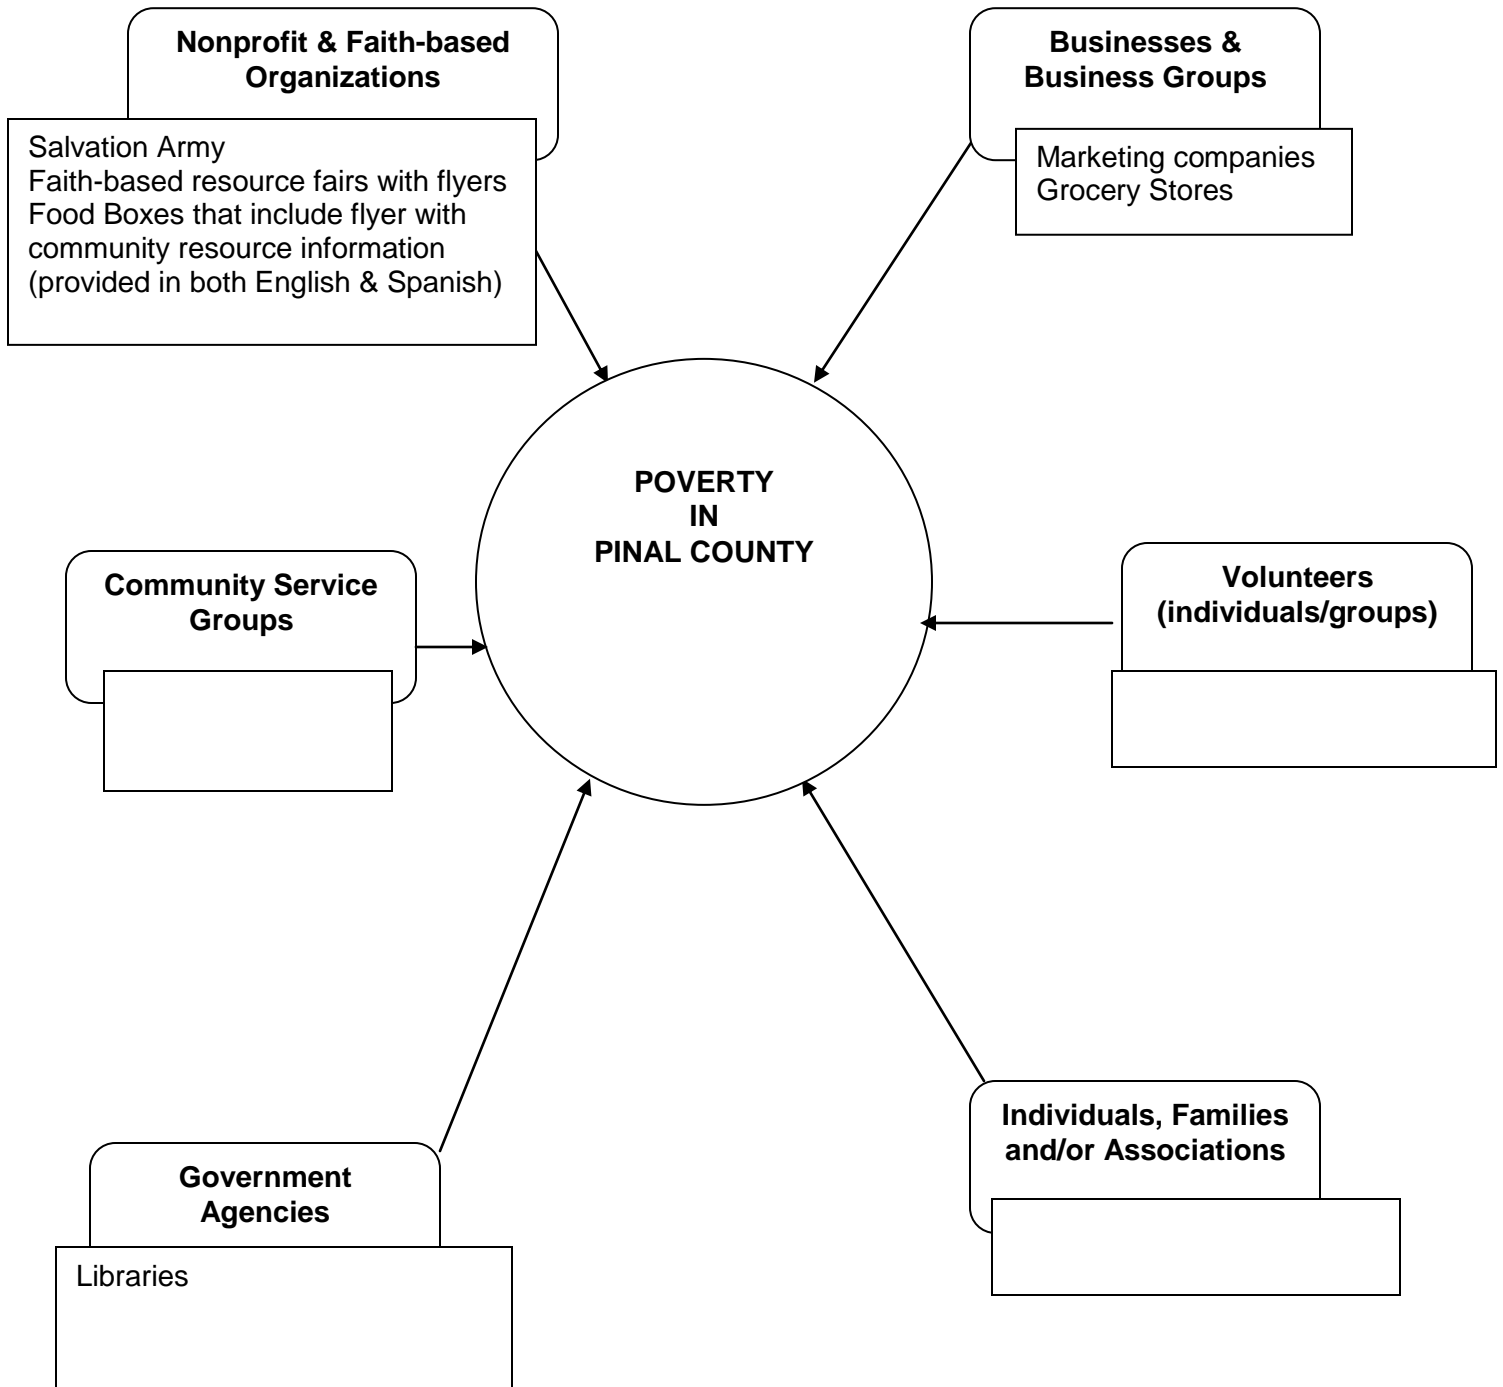 Nonprofit & Faith-based
Organizations
Salvation Army
Faith-based resource fairs with flyers
Food Boxes that include flyer with
community resource information
(provided in both English & Spanish)
Businesses &
Business Groups
Marketing companies
Grocery Stores
POVERTY
IN
PINAL COUNTY
Community Service
Groups
Volunteers
(individuals/groups)
Government
Agencies
Libraries
Individuals, Families
and/or Associations